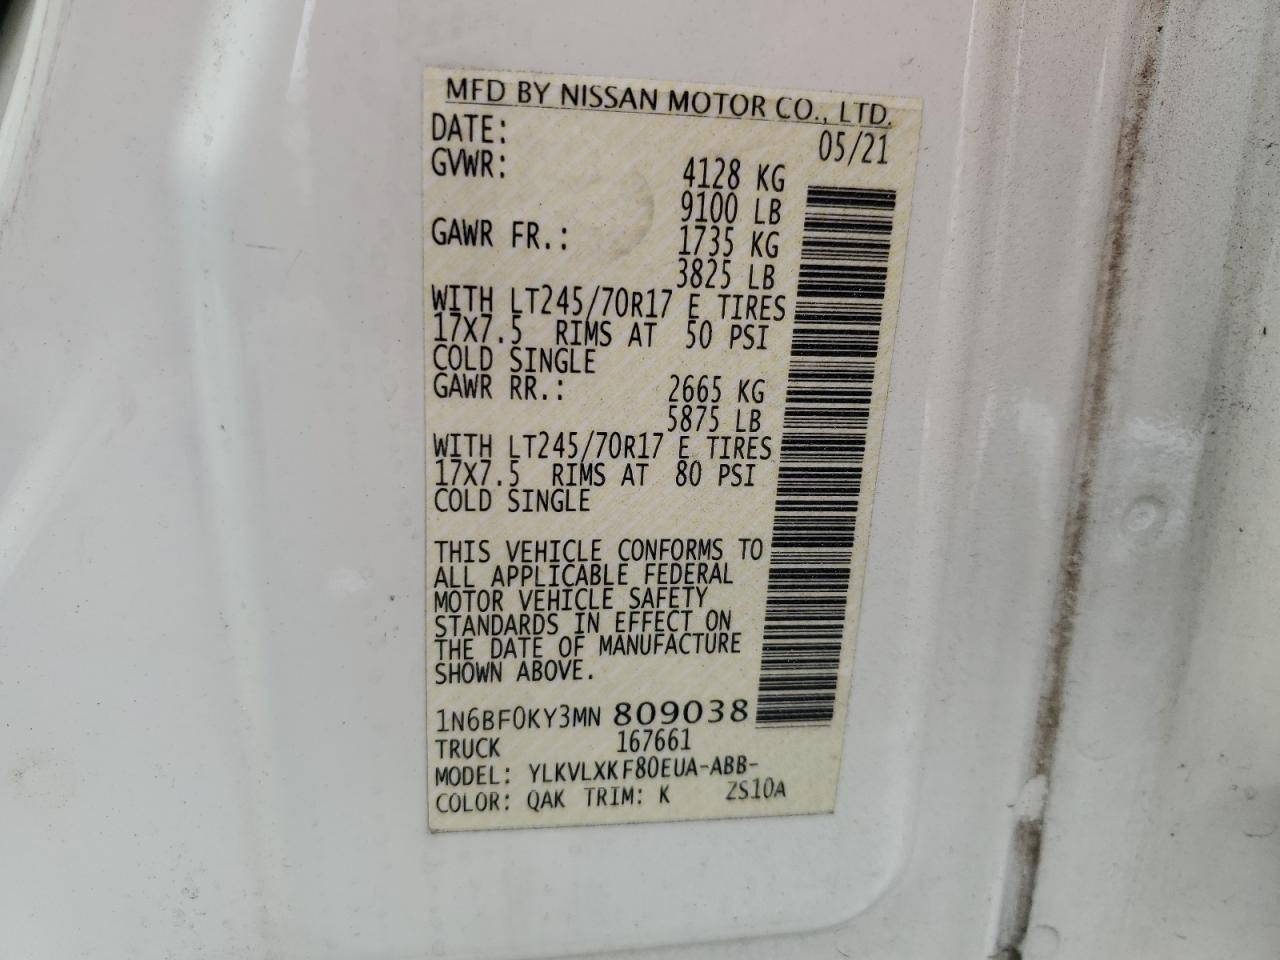 MFD BY NISSAN MOTOR CO., LTD.
DATE: 05/21
GVWR: 4128 KG
9100 LB
GAWR FR.: 1735 KG
3825 LB
WITH LT245/70R17 E TIRES
17X7.5 RIMS AT 50 PSI
COLD SINGLE
GAWR RR.: 2665 KG
5875 LB
WITH LT245/70R17 E TIRES
17X7.5 RIMS AT 80 PSI
COLD SINGLE
THIS VEHICLE CONFORMS TO
ALL APPLICABLE FEDERAL
MOTOR VEHICLE SAFETY
STANDARDS IN EFFECT ON
THE DATE OF MANUFACTURE
SHOWN ABOVE.
1N6BF0KY3MN 809038
TRUCK 167661
MODEL: YLKVLXKF80EUA-ABB-
COLOR: QAK TRIM: K ZS10A